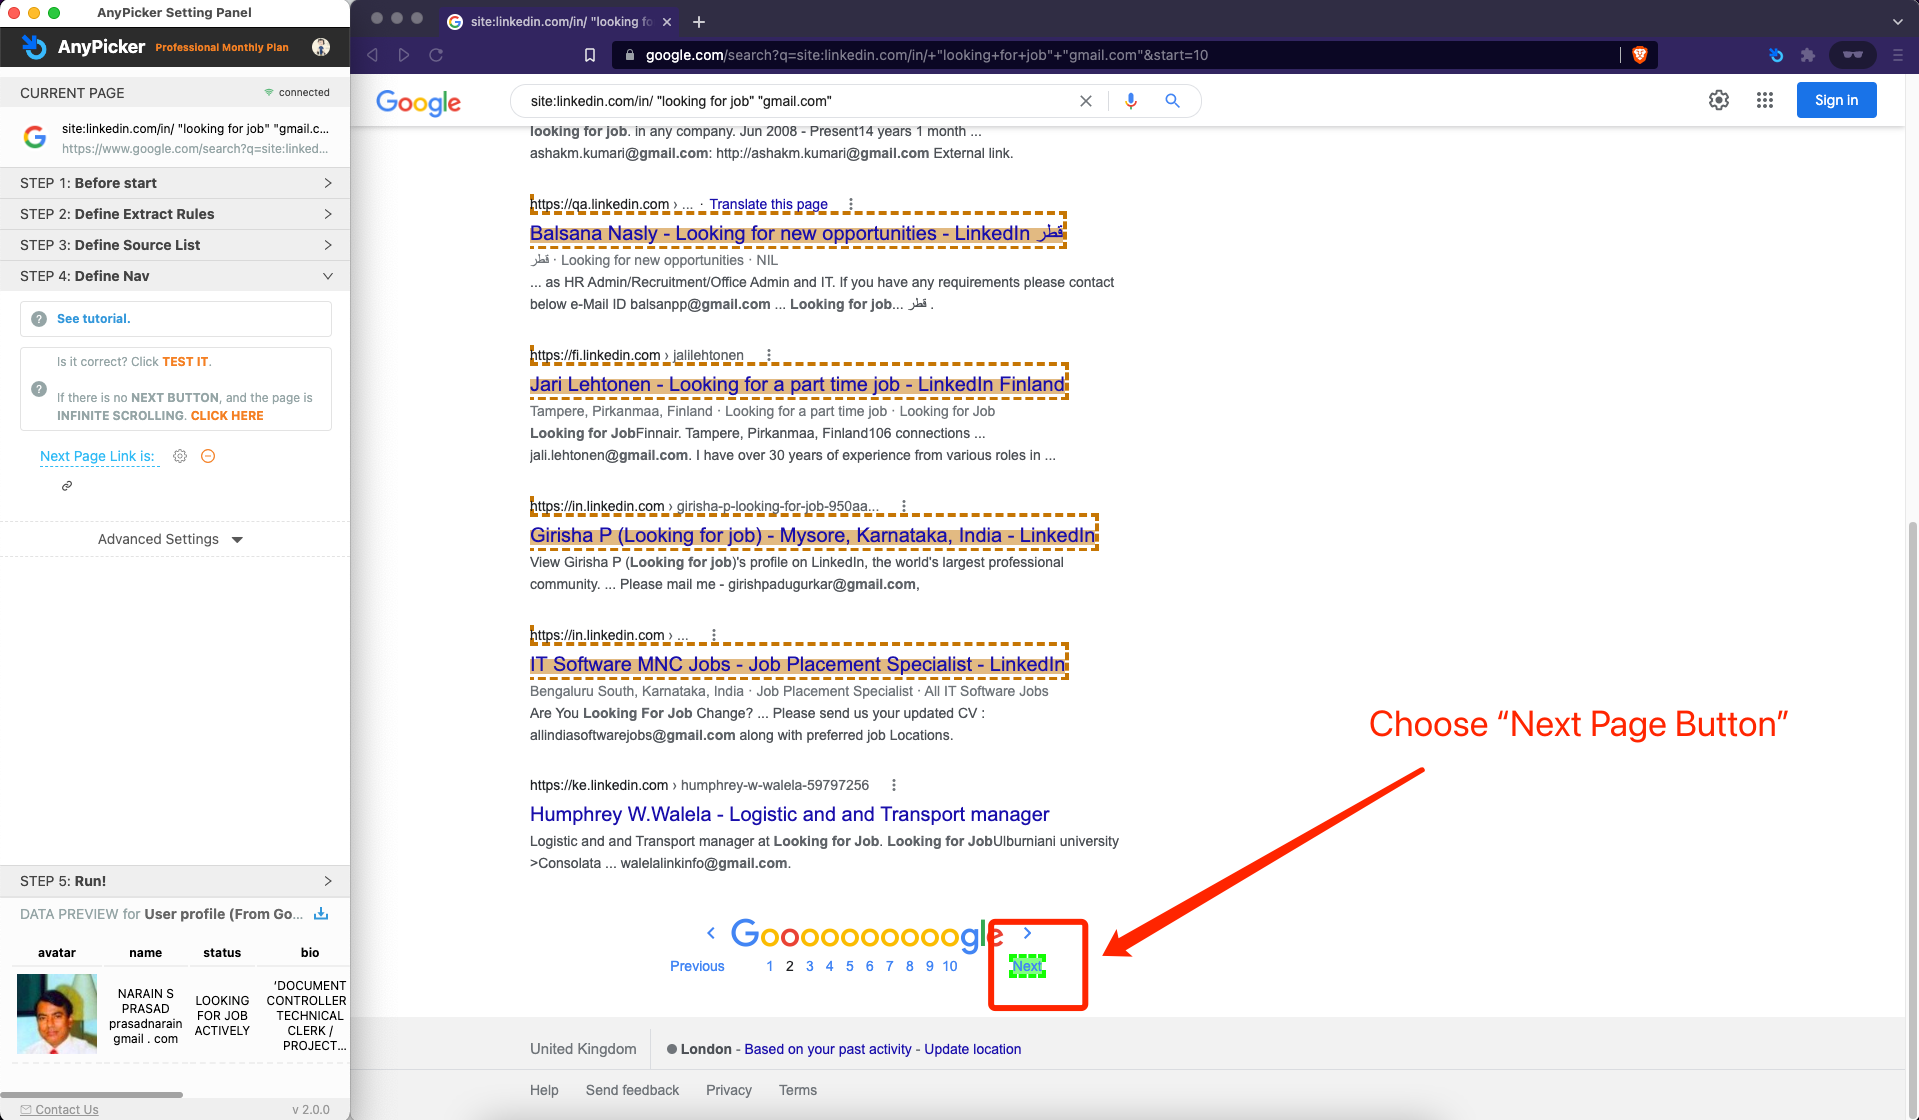 AnyPicker Setting Panel
AnyPicker Professional Monthly Plan
CURRENT PAGE connected
site:linkedin.com/in/ "looking for job" "gmail.c...
https://www.google.com/search?q=site:linked...
STEP 1: Before start
STEP 2: Define Extract Rules
STEP 3: Define Source List
STEP 4: Define Nav
See tutorial.
Is it correct? Click TEST IT.
If there is no NEXT BUTTON, and the page is
INFINITE SCROLLING. CLICK HERE
Next Page Link is:
Advanced Settings
STEP 5: Run!
DATA PREVIEW for User profile (From Go...
avatar name status bio
NARAIN S
PRASAD
prasadnarain
gmail . com
LOOKING
FOR JOB
ACTIVELY
'DOCUMENT
CONTROLLER
TECHNICAL
CLERK /
PROJECT...
Contact Us v 2.0.0
site:linkedin.com/in/ "looking fo
google.com/search?q=site:linkedin.com/in/+"looking+for+job"+"gmail.com"&start=10
Google
site:linkedin.com/in/ "looking for job" "gmail.com"
Sign in
looking for job. in any company. Jun 2008 - Present14 years 1 month ...
ashakm.kumari@gmail.com: http://ashakm.kumari@gmail.com External link.
https://qa.linkedin.com › ... · Translate this page
Balsana Nasly - Looking for new opportunities - LinkedIn قطر
قطر · Looking for new opportunities · NIL
... as HR Admin/Recruitment/Office Admin and IT. If you have any requirements please contact
below e-Mail ID balsanpp@gmail.com ... Looking for job... قطر .
https://fi.linkedin.com › jalilehtonen
Jari Lehtonen - Looking for a part time job - LinkedIn Finland
Tampere, Pirkanmaa, Finland · Looking for a part time job · Looking for Job
Looking for JobFinnair. Tampere, Pirkanmaa, Finland106 connections ...
jali.lehtonen@gmail.com. I have over 30 years of experience from various roles in ...
https://in.linkedin.com › girisha-p-looking-for-job-950aa...
Girisha P (Looking for job) - Mysore, Karnataka, India - LinkedIn
View Girisha P (Looking for job)'s profile on LinkedIn, the world's largest professional
community. ... Please mail me - girishpadugurkar@gmail.com,
https://in.linkedin.com › ...
IT Software MNC Jobs - Job Placement Specialist - LinkedIn
Bengaluru South, Karnataka, India · Job Placement Specialist · All IT Software Jobs
Are You Looking For Job Change? ... Please send us your updated CV :
allindiasoftwarejobs@gmail.com along with preferred job Locations.
Choose “Next Page Button”
https://ke.linkedin.com › humphrey-w-walela-59797256
Humphrey W.Walela - Logistic and and Transport manager
Logistic and and Transport manager at Looking for Job. Looking for JobUlburniani university
>Consolata ... walelalinkinfo@gmail.com.
Goooooooooogle
Previous 1 2 3 4 5 6 7 8 9 10 Next
United Kingdom London - Based on your past activity - Update location
Help Send feedback Privacy Terms